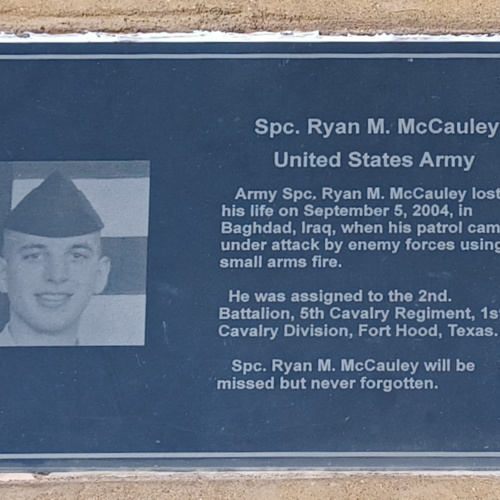 Spc. Ryan M. McCauley
United States Army
Army Spc. Ryan M. McCauley lost
his life on September 5, 2004, in
Baghdad, Iraq, when his patrol cam
under attack by enemy forces using
small arms fire.
He was assigned to the 2nd.
Battalion, 5th Cavalry Regiment, 1st
Cavalry Division, Fort Hood, Texas.
Spc. Ryan M. McCauley will be
missed but never forgotten.